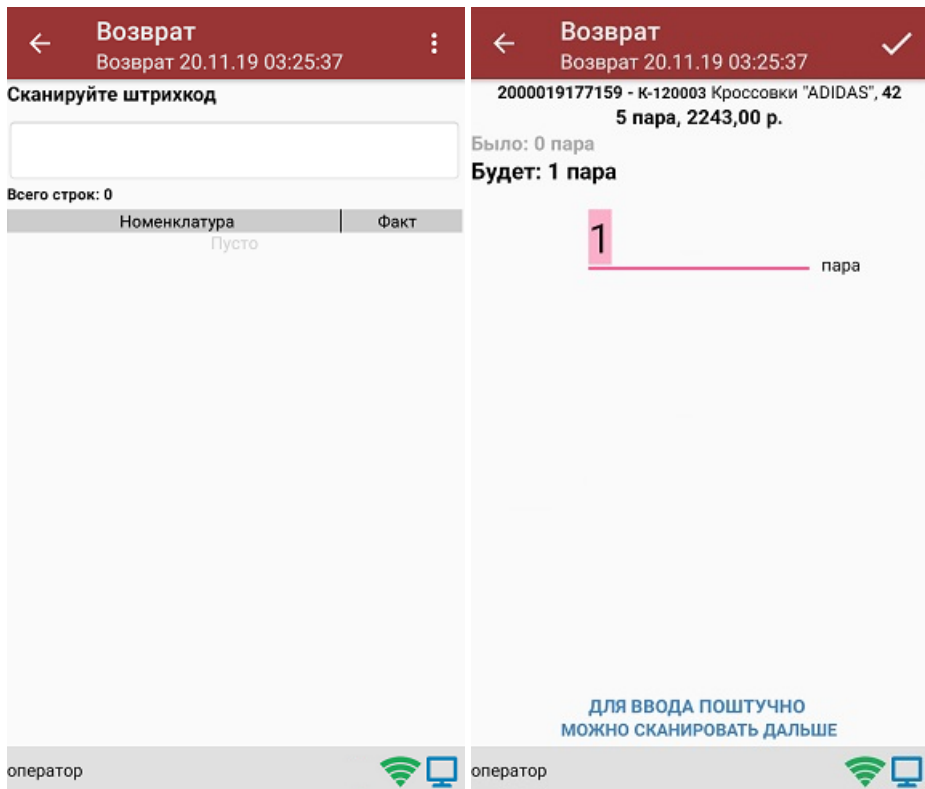 Возврат
Возврат 20.11.19 03:25:37
Сканируйте штрихкод
Всего строк: 0
Номенклатура Факт
Пусто
оператор
Возврат
Возврат 20.11.19 03:25:37
2000019177159 - К-120003 Кроссовки "ADIDAS", 42
5 пара, 2243,00 р.
Было: 0 пара
Будет: 1 пара
1 пара
ДЛЯ ВВОДА ПОШТУЧНО
МОЖНО СКАНИРОВАТЬ ДАЛЬШЕ
оператор